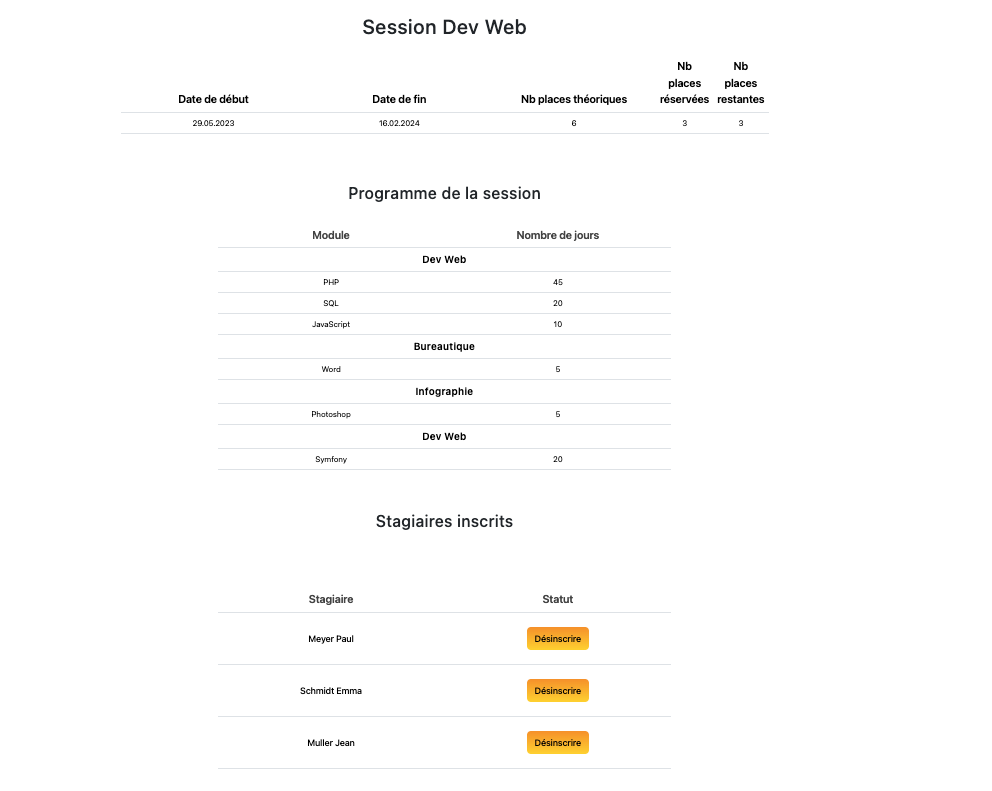 Session Dev Web
Date de début Date de fin Nb places théoriques Nb places réservées Nb places restantes
29.05.2023 16.02.2024 6 3 3
Programme de la session
Module Nombre de jours
Dev Web
PHP 45
SQL 20
JavaScript 10
Bureautique
Word 5
Infographie
Photoshop 5
Dev Web
Symfony 20
Stagiaires inscrits
Stagiaire Statut
Meyer Paul Désinscrire
Schmidt Emma Désinscrire
Muller Jean Désinscrire